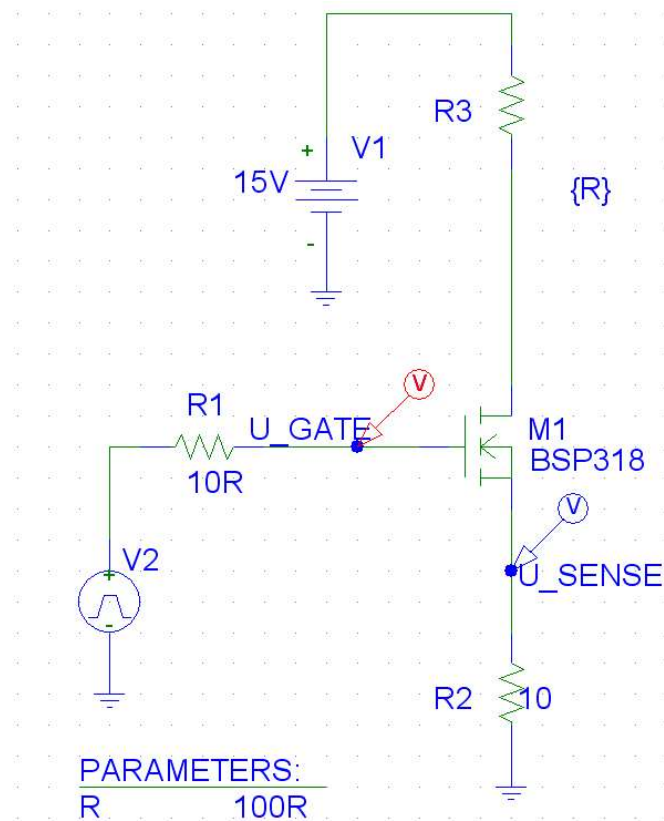 R3
+
V1
15V
{R}
-
V
R1
U_GATE
M1
BSP318
10R
V
V2
+
U_SENSE
-
R2
10
PARAMETERS:
R 100R